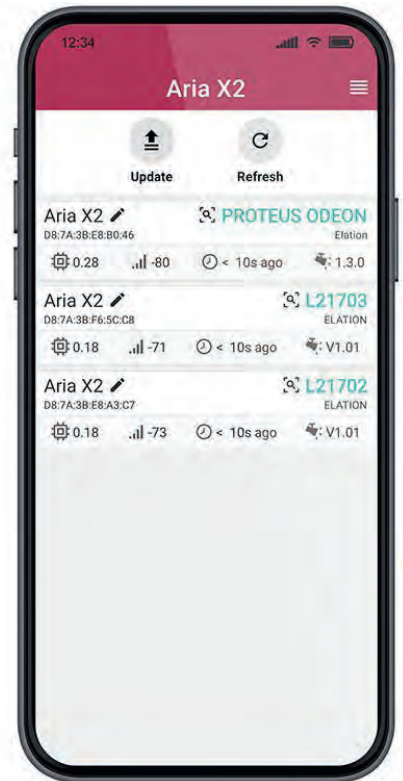 12:34
Aria X2
Update Refresh
Aria X2 PROTEUS ODEON
D8:7A:3B:E8:B0:46 Elation
0.28 -80 < 10s ago : 1.3.0
Aria X2 L21703
D8:7A:3B:F6:5C:C8 ELATION
0.18 -71 < 10s ago : V1.01
Aria X2 L21702
D8:7A:3B:E8:A3:C7 ELATION
0.18 -73 < 10s ago : V1.01